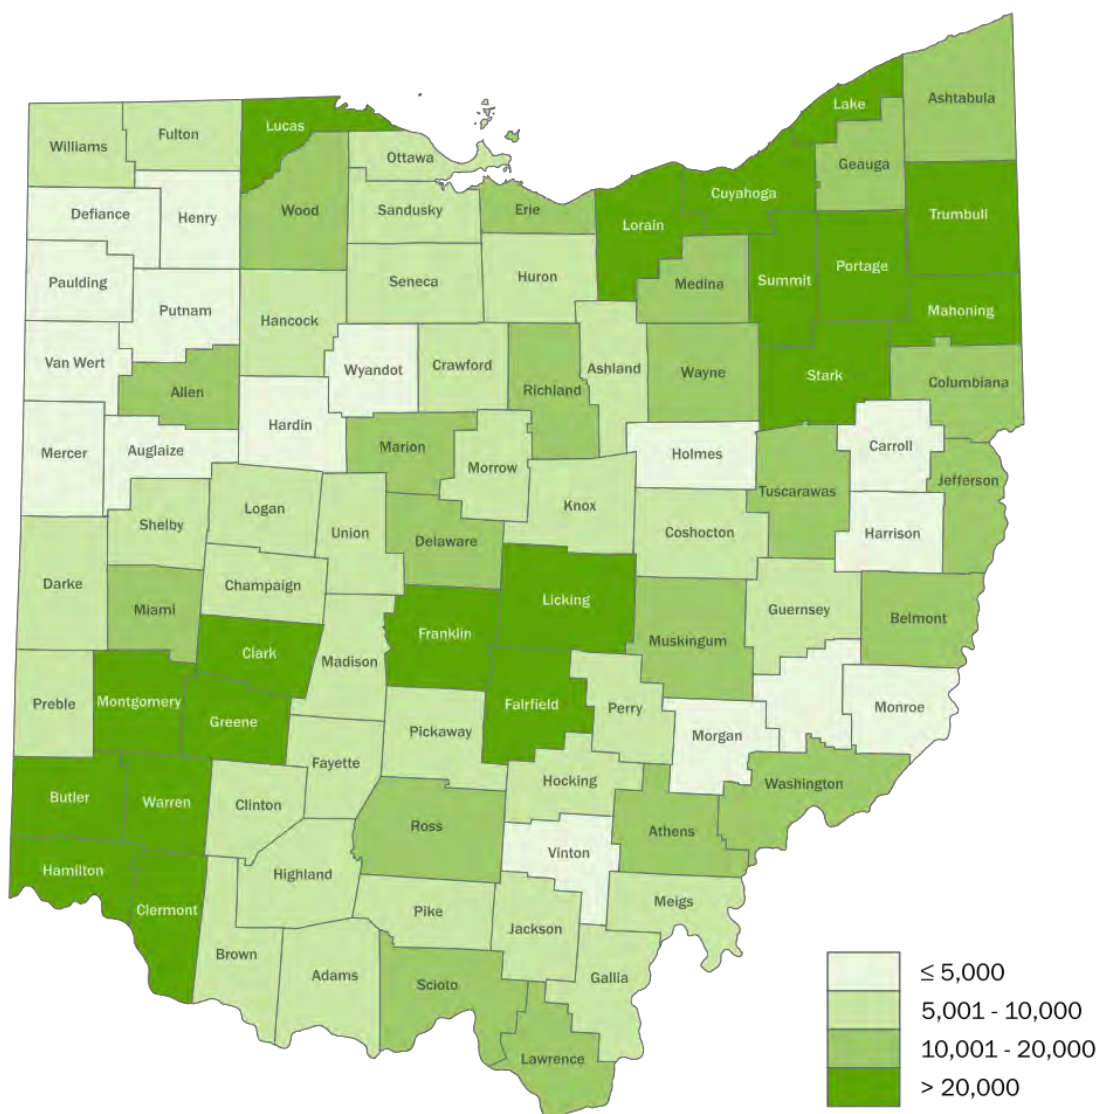 Lake
Ashtabula
Lucas
Fulton
Williams
Ottawa
Geauga
Cuyahoga
Wood
Sandusky
Erie
Defiance
Henry
Trumbull
Lorain
Portage
Paulding
Seneca
Huron
Medina
Summit
Putnam
Hancock
Mahoning
Van Wert
Wyandot
Crawford
Ashland
Wayne
Stark
Columbiana
Allen
Richland
Hardin
Marion
Carroll
Mercer
Auglaize
Holmes
Morrow
Jefferson
Tuscarawas
Logan
Knox
Shelby
Union
Coshocton
Harrison
Delaware
Darke
Champaign
Licking
Miami
Guernsey
Belmont
Franklin
Muskingum
Clark
Madison
Preble
Montgomery
Fairfield
Perry
Monroe
Greene
Pickaway
Morgan
Fayette
Hocking
Washington
Butler
Warren
Clinton
Ross
Athens
Vinton
Hamilton
Highland
Clermont
Pike
Meigs
Jackson
Brown
Adams
Scioto
Gallia
Lawrence
≤ 5,000
5,001 - 10,000
10,001 - 20,000
> 20,000